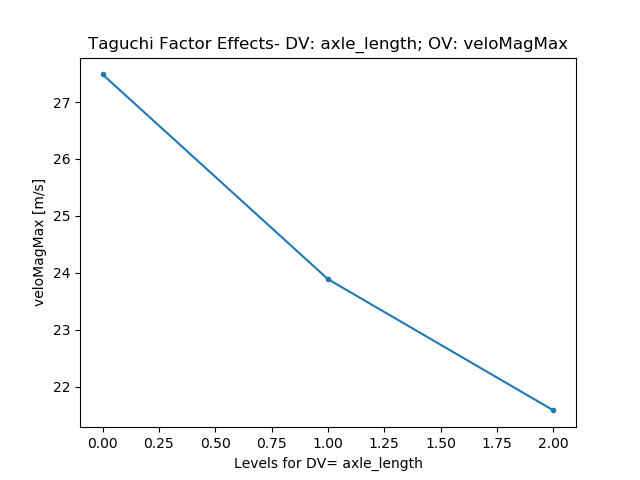 Taguchi Factor Effects- DV: axle_length; OV: veloMagMax
27
26
25
24
23
22
veloMagMax [m/s]
0.00 0.25 0.50 0.75 1.00 1.25 1.50 1.75 2.00
Levels for DV= axle_length